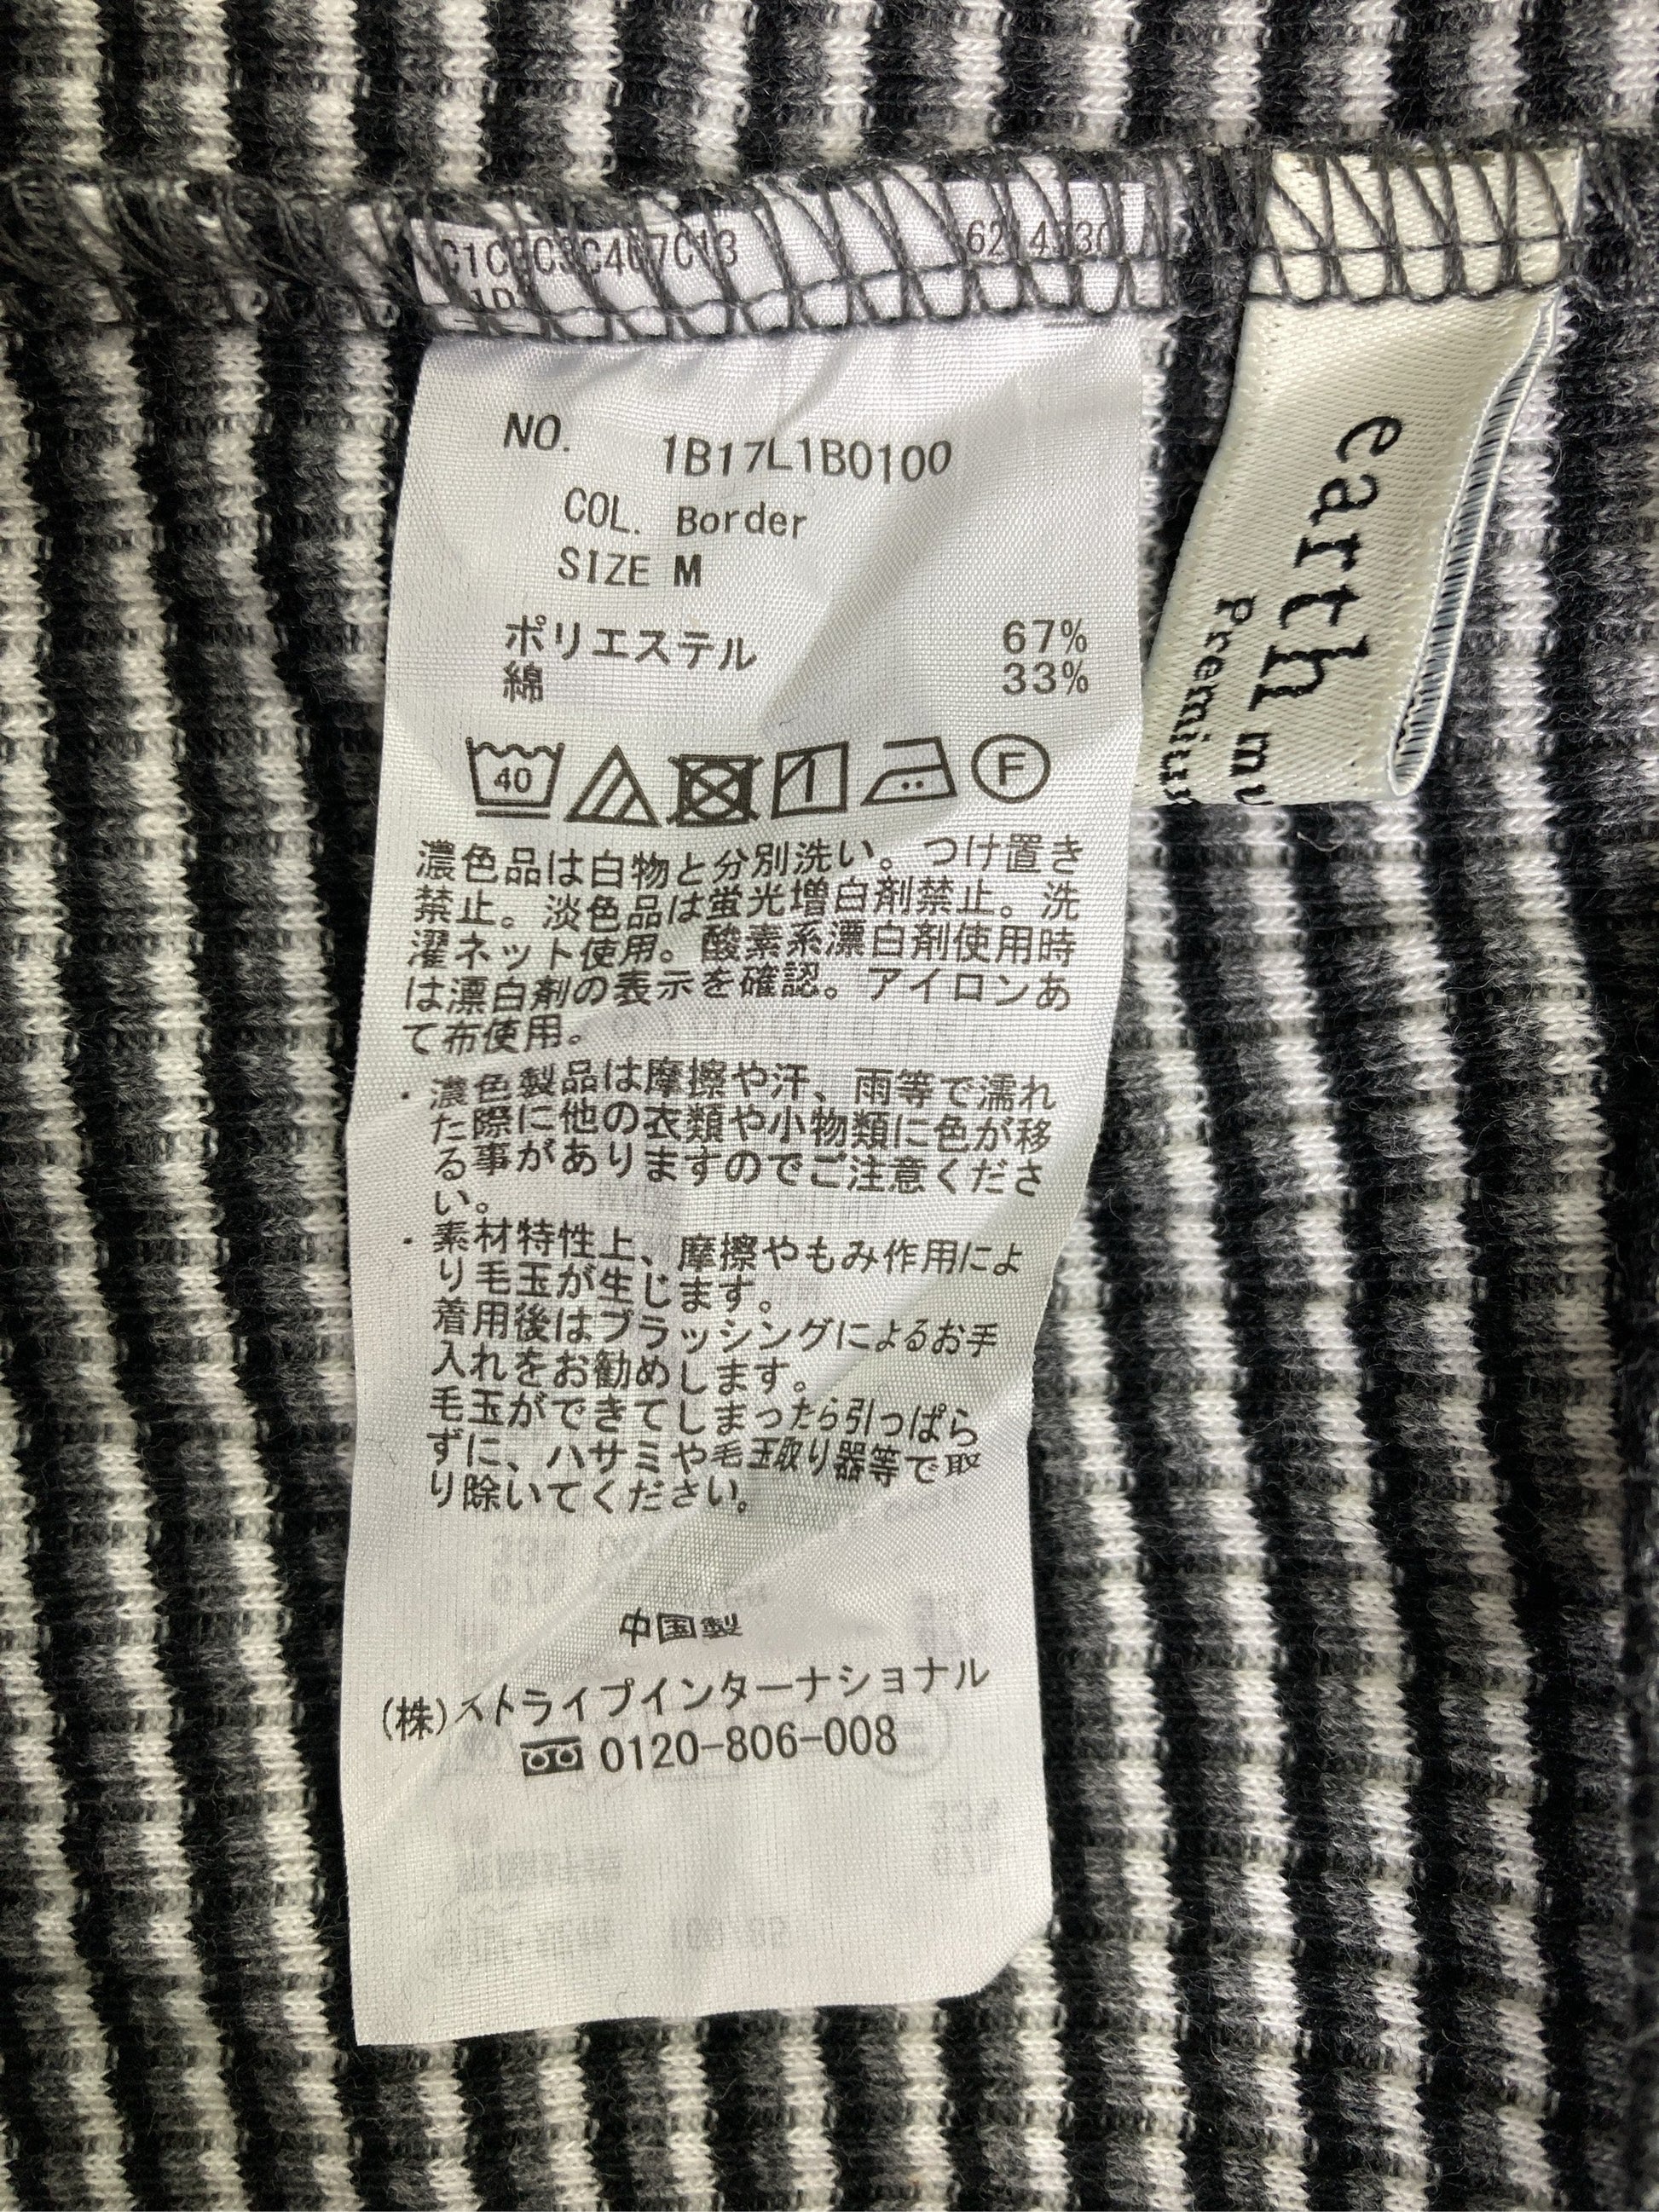 NO. 1B17L1B0100
COL. Border
SIZE M
ポリエステル 67%
綿 33%
40
F
濃色品は白物と分別洗い。つけ置き
禁止。淡色品は蛍光増白剤禁止。洗
濯ネット使用。酸素系漂白剤使用時
は漂白剤の表示を確認。アイロンあ
て布使用。
・濃色製品は摩擦や汗、雨等で濡れ
た際に他の衣類や小物類に色が移
る事がありますのでご注意くださ
い。
・素材特性上、摩擦やもみ作用によ
り毛玉が生じます。
着用後はブラッシングによるお手
入れをお勧めします。
毛玉ができてしまったら引っぱら
ずに、ハサミや毛玉取り器等で取
り除いてください。
中国製
(株)ストライプインターナショナル
0120-806-008
earth